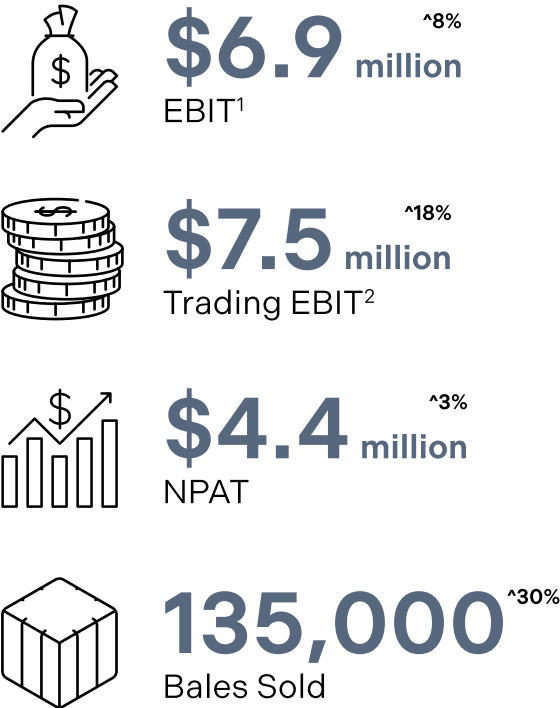 ^8%
$6.9 million
EBIT¹
^18%
$7.5 million
Trading EBIT²
^3%
$4.4 million
NPAT
^30%
135,000
Bales Sold
$
$
$